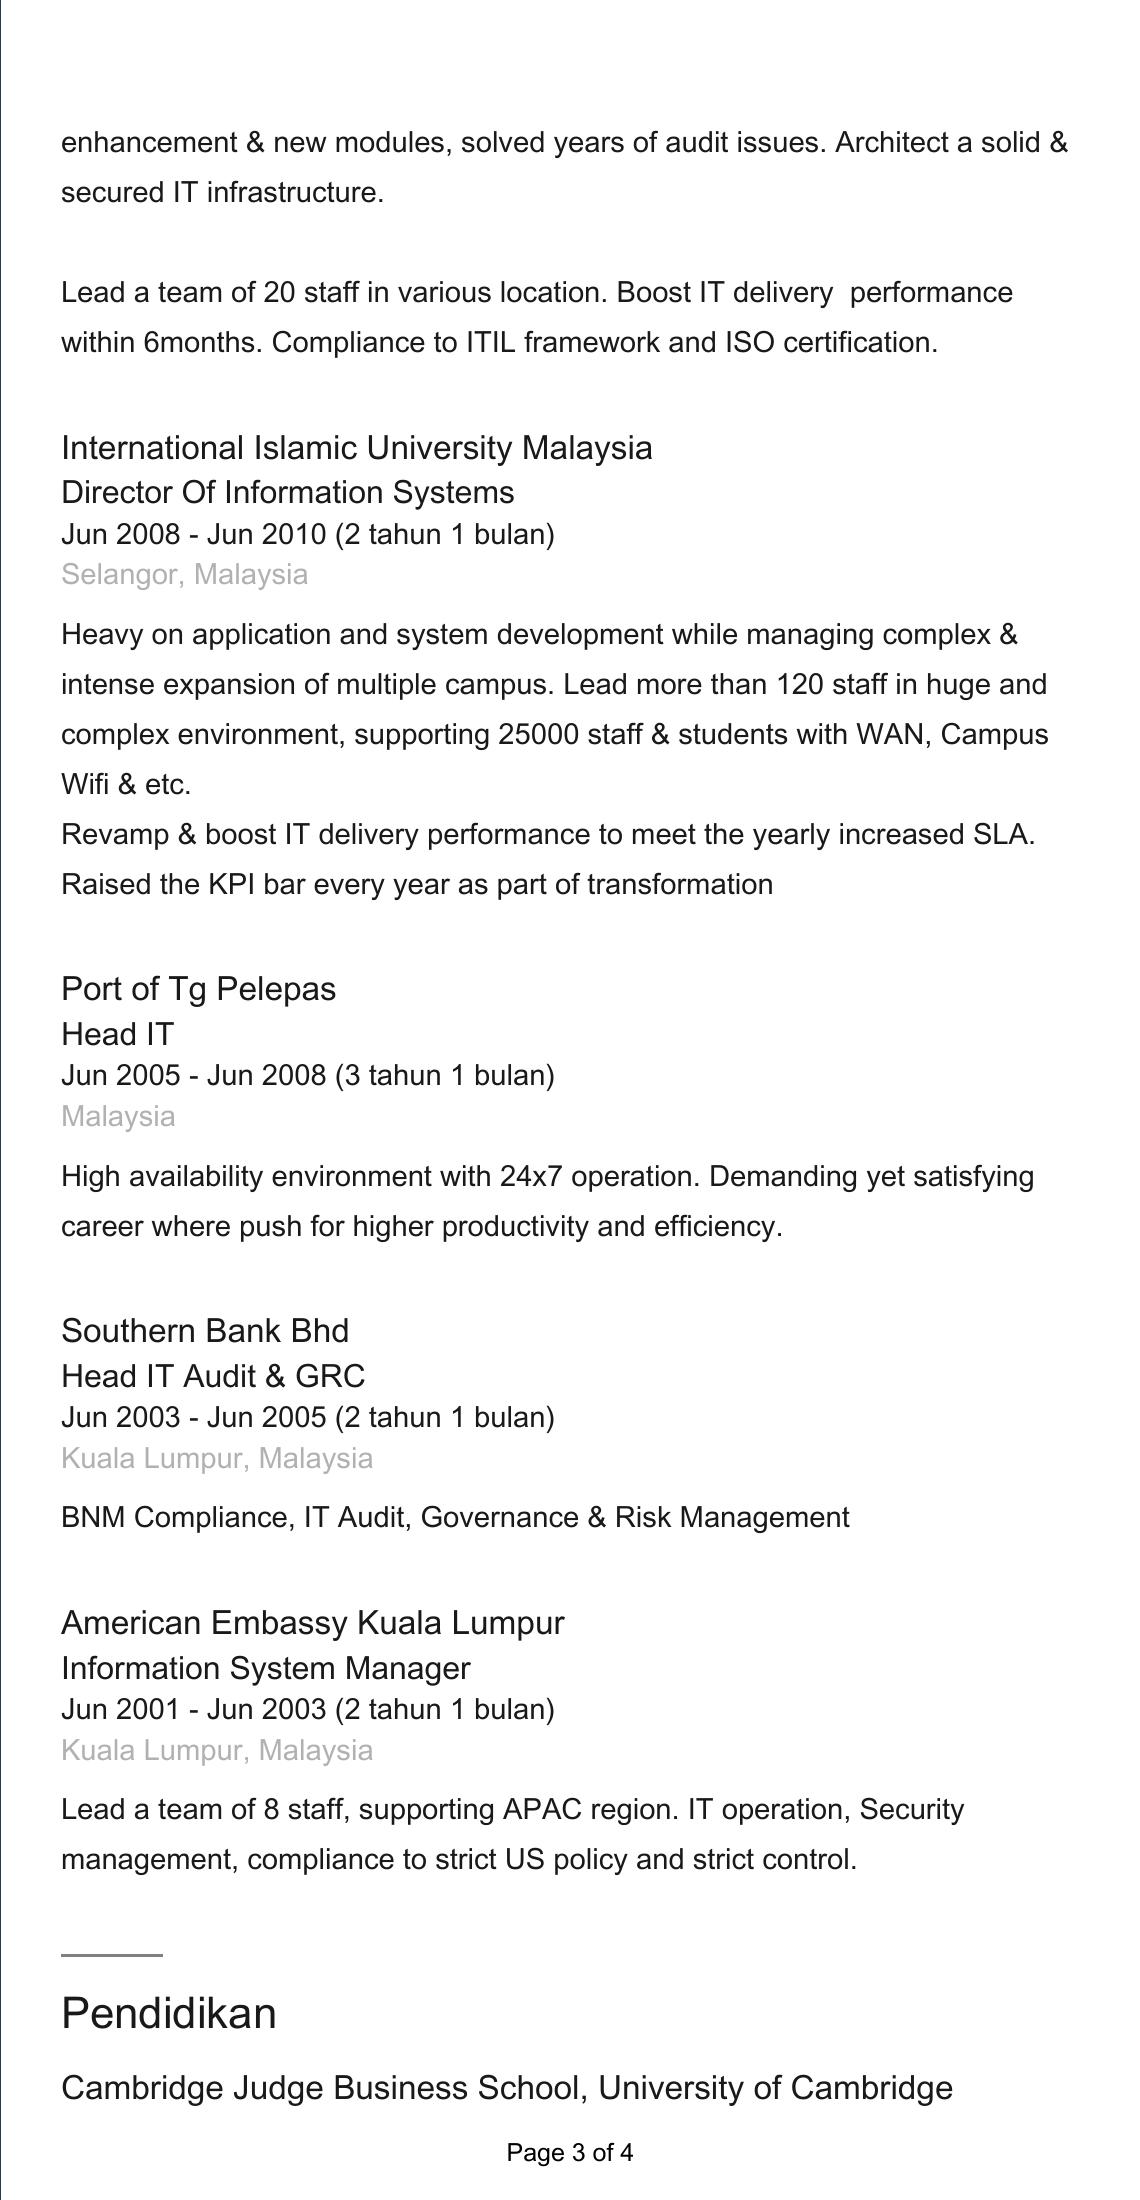 enhancement & new modules, solved years of audit issues. Architect a solid &
secured IT infrastructure.
Lead a team of 20 staff in various location. Boost IT delivery  performance
within 6months. Compliance to ITIL framework and ISO certification.
International Islamic University Malaysia
Director Of Information Systems
Jun 2008 - Jun 2010 (2 tahun 1 bulan)
Selangor, Malaysia
Heavy on application and system development while managing complex &
intense expansion of multiple campus. Lead more than 120 staff in huge and
complex environment, supporting 25000 staff & students with WAN, Campus
Wifi & etc.
Revamp & boost IT delivery performance to meet the yearly increased SLA.
Raised the KPI bar every year as part of transformation
Port of Tg Pelepas
Head IT
Jun 2005 - Jun 2008 (3 tahun 1 bulan)
Malaysia
High availability environment with 24x7 operation. Demanding yet satisfying
career where push for higher productivity and efficiency.
Southern Bank Bhd
Head IT Audit & GRC
Jun 2003 - Jun 2005 (2 tahun 1 bulan)
Kuala Lumpur, Malaysia
BNM Compliance, IT Audit, Governance & Risk Management
American Embassy Kuala Lumpur
Information System Manager
Jun 2001 - Jun 2003 (2 tahun 1 bulan)
Kuala Lumpur, Malaysia
Lead a team of 8 staff, supporting APAC region. IT operation, Security
management, compliance to strict US policy and strict control.
Pendidikan
Cambridge Judge Business School, University of Cambridge
Page 3 of 4